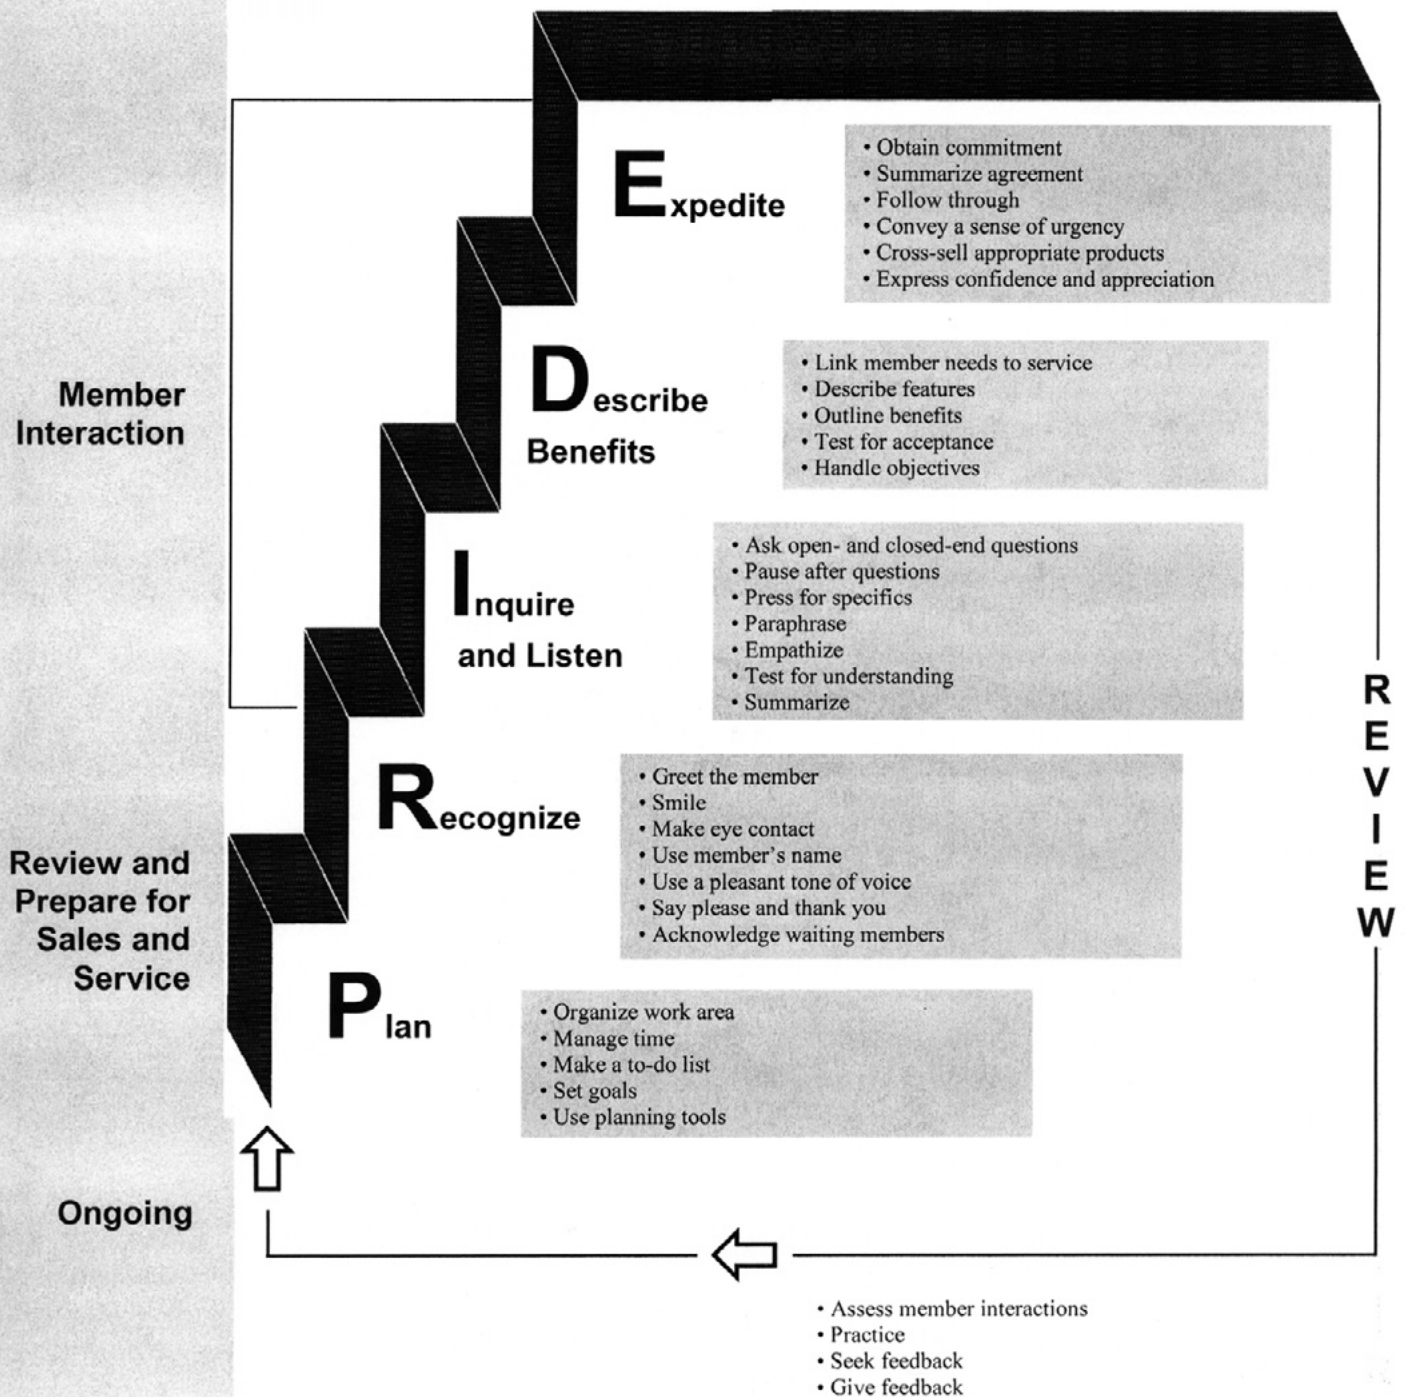 Expedite
• Obtain commitment
• Summarize agreement
• Follow through
• Convey a sense of urgency
• Cross-sell appropriate products
• Express confidence and appreciation
Member
Interaction
Describe
Benefits
• Link member needs to service
• Describe features
• Outline benefits
• Test for acceptance
• Handle objectives
Inquire
and Listen
• Ask open- and closed-end questions
• Pause after questions
• Press for specifics
• Paraphrase
• Empathize
• Test for understanding
• Summarize
REVIEW
Recognize
• Greet the member
• Smile
• Make eye contact
• Use member’s name
• Use a pleasant tone of voice
• Say please and thank you
• Acknowledge waiting members
Review and
Prepare for
Sales and
Service
Plan
• Organize work area
• Manage time
• Make a to-do list
• Set goals
• Use planning tools
Ongoing
• Assess member interactions
• Practice
• Seek feedback
• Give feedback